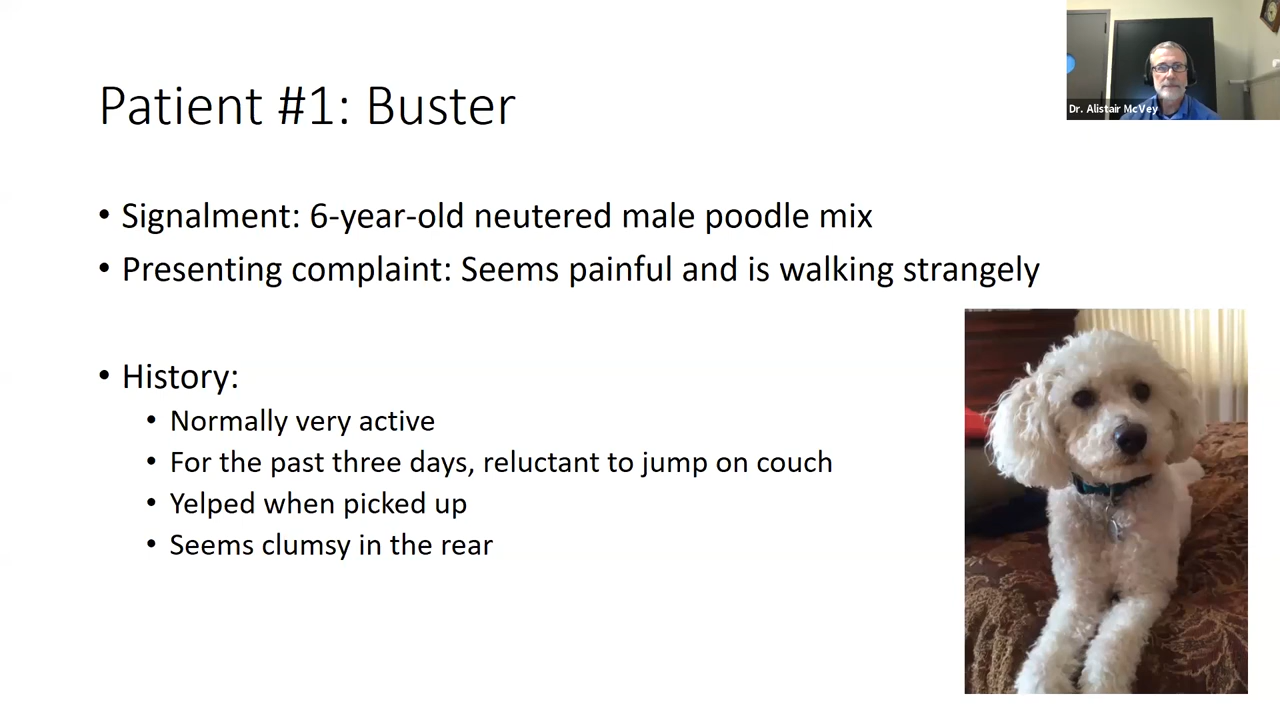 Dr. Alistair McVey
Patient #1: Buster
• Signalment: 6-year-old neutered male poodle mix
• Presenting complaint: Seems painful and is walking strangely
• History:
• Normally very active
• For the past three days, reluctant to jump on couch
• Yelped when picked up
• Seems clumsy in the rear